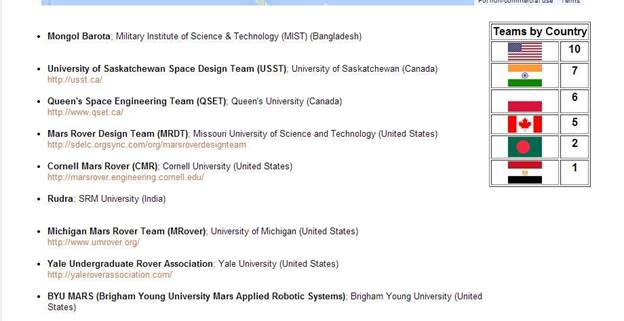 For non-commercial use
Terms
Mongol Barota; Military Institute of Science & Technology (MIST) (Bangladesh)
University of Saskatchewan Space Design Team (USST); University of Saskatchewan (Canada)
http://usst.ca/
Queen's Space Engineering Team (QSET); Queen's University (Canada)
http://www.qset.ca/
Mars Rover Design Team (MRDT); Missouri University of Science and Technology (United States)
http://sdelc.orgsync.com/org/marsroverdesignteam
Cornell Mars Rover (CMR); Cornell University (United States)
http://marsrover.engineering.cornell.edu/
Rudra; SRM University (India)
Michigan Mars Rover Team (MRover); University of Michigan (United States)
http://www.umrover.org/
Yale Undergraduate Rover Association; Yale University (United States)
http://yaleroverassociation.com/
BYU MARS (Brigham Young University Mars Applied Robotic Systems); Brigham Young University (United
States)
Teams by Country
10
7
6
5
2
1